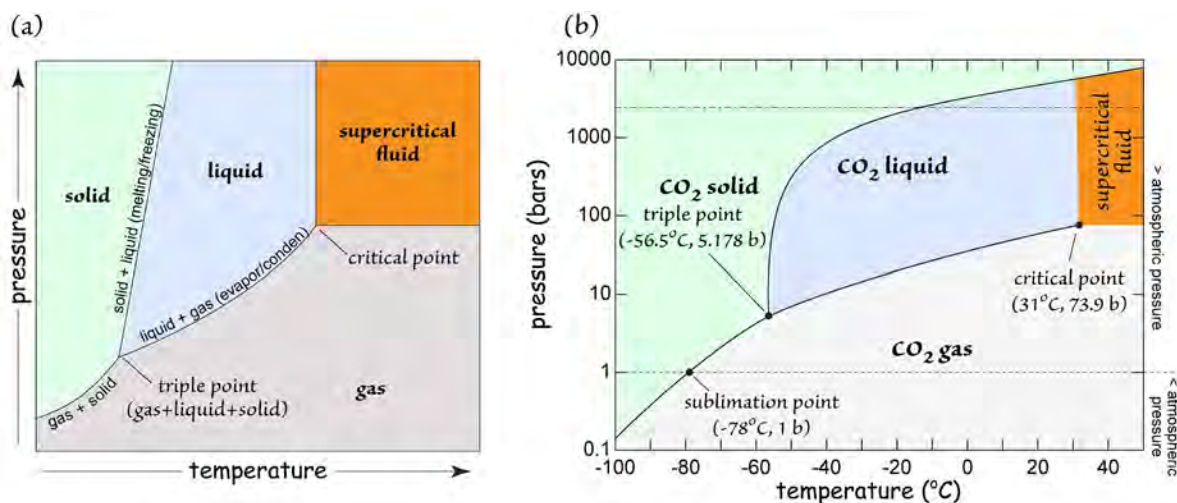 (a)
solid
liquid
supercritical
fluid
solid + liquid (melting/freezing)
liquid + gas (evapor/conden)
critical point
gas + solid
triple point
(gas+liquid+solid)
gas
pressure
temperature
(b)
10000
1000
100
10
1
0.1
pressure (bars)
CO₂ solid
triple point
(-56.5°C, 5.178 b)
CO₂ liquid
supercritical
fluid
critical point
(31°C, 73.9 b)
CO₂ gas
sublimation point
(-78°C, 1 b)
> atmospheric pressure
< atmospheric
pressure
-100 -80 -60 -40 -20 0 20 40
temperature (°C)